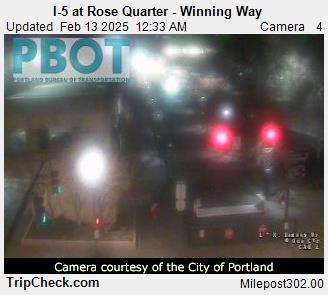 I-5 at Rose Quarter - Winning Way
Updated Feb 13 2025 12:33 AM Camera 4
PBOT
PORTLAND BUREAU OF TRANSPORTATION
Camera courtesy of the City of Portland
TripCheck.com Milepost302.00